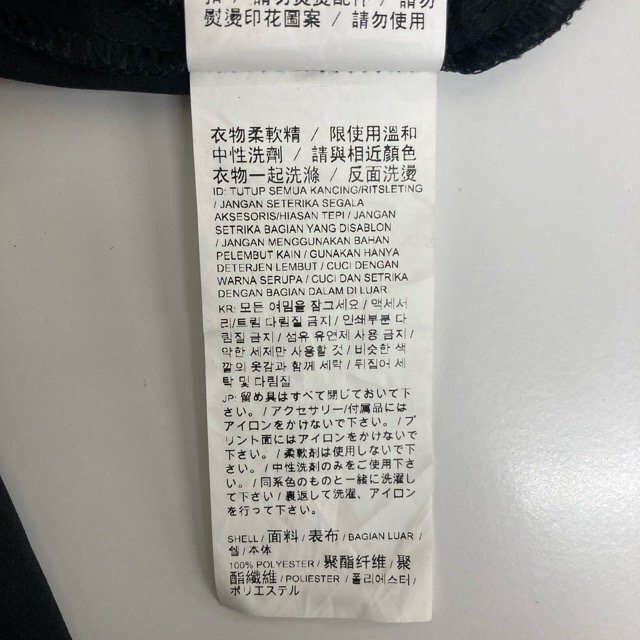 熨燙印花圖案 / 請勿使用
衣物柔軟精 / 限使用溫和
中性洗劑 / 請與相近顏色
衣物一起洗滌 / 反面洗燙
ID: TUTUP SEMUA KANCING/RITSLETING
/ JANGAN SETERIKA SEGALA
AKSESORIS/HIASAN TEPI / JANGAN
SETRIKA BAGIAN YANG DISABLON
/ JANGAN MENGGUNAKAN BAHAN
PELEMBUT KAIN / GUNAKAN HANYA
DETERJEN LEMBUT / CUCI DENGAN
WARNA SERUPA / CUCI DAN SETRIKA
DENGAN BAGIAN DALAM DI LUAR
KR: 모든 여밈을 잠그세요 / 액세서
리/트림 다림질 금지 / 인쇄부분 다
림질 금지 / 섬유 유연제 사용 금지 /
약한 세제만 사용할 것 / 비슷한 색
깔의 옷감과 함께 세탁 / 뒤집어 세
탁 및 다림질
JP: 留め具はすべて閉じておいて下
さい。/ アクセサリー/付属品には
アイロンをかけないで下さい。/ プ
リント面にはアイロンをかけないで
下さい。/ 柔軟剤は使用しないで下
さい。/ 中性洗剤のみをご使用下さ
い。/ 同系色のものと一緒に洗濯し
て下さい / 裏返して洗濯、アイロン
を行って下さい。
SHELL / 面料 / 表布 / BAGIAN LUAR /
쉘 / 本体
100% POLYESTER / 聚酯纤维 / 聚
酯纖維 / POLIESTER / 폴리에스터 /
ポリエステル